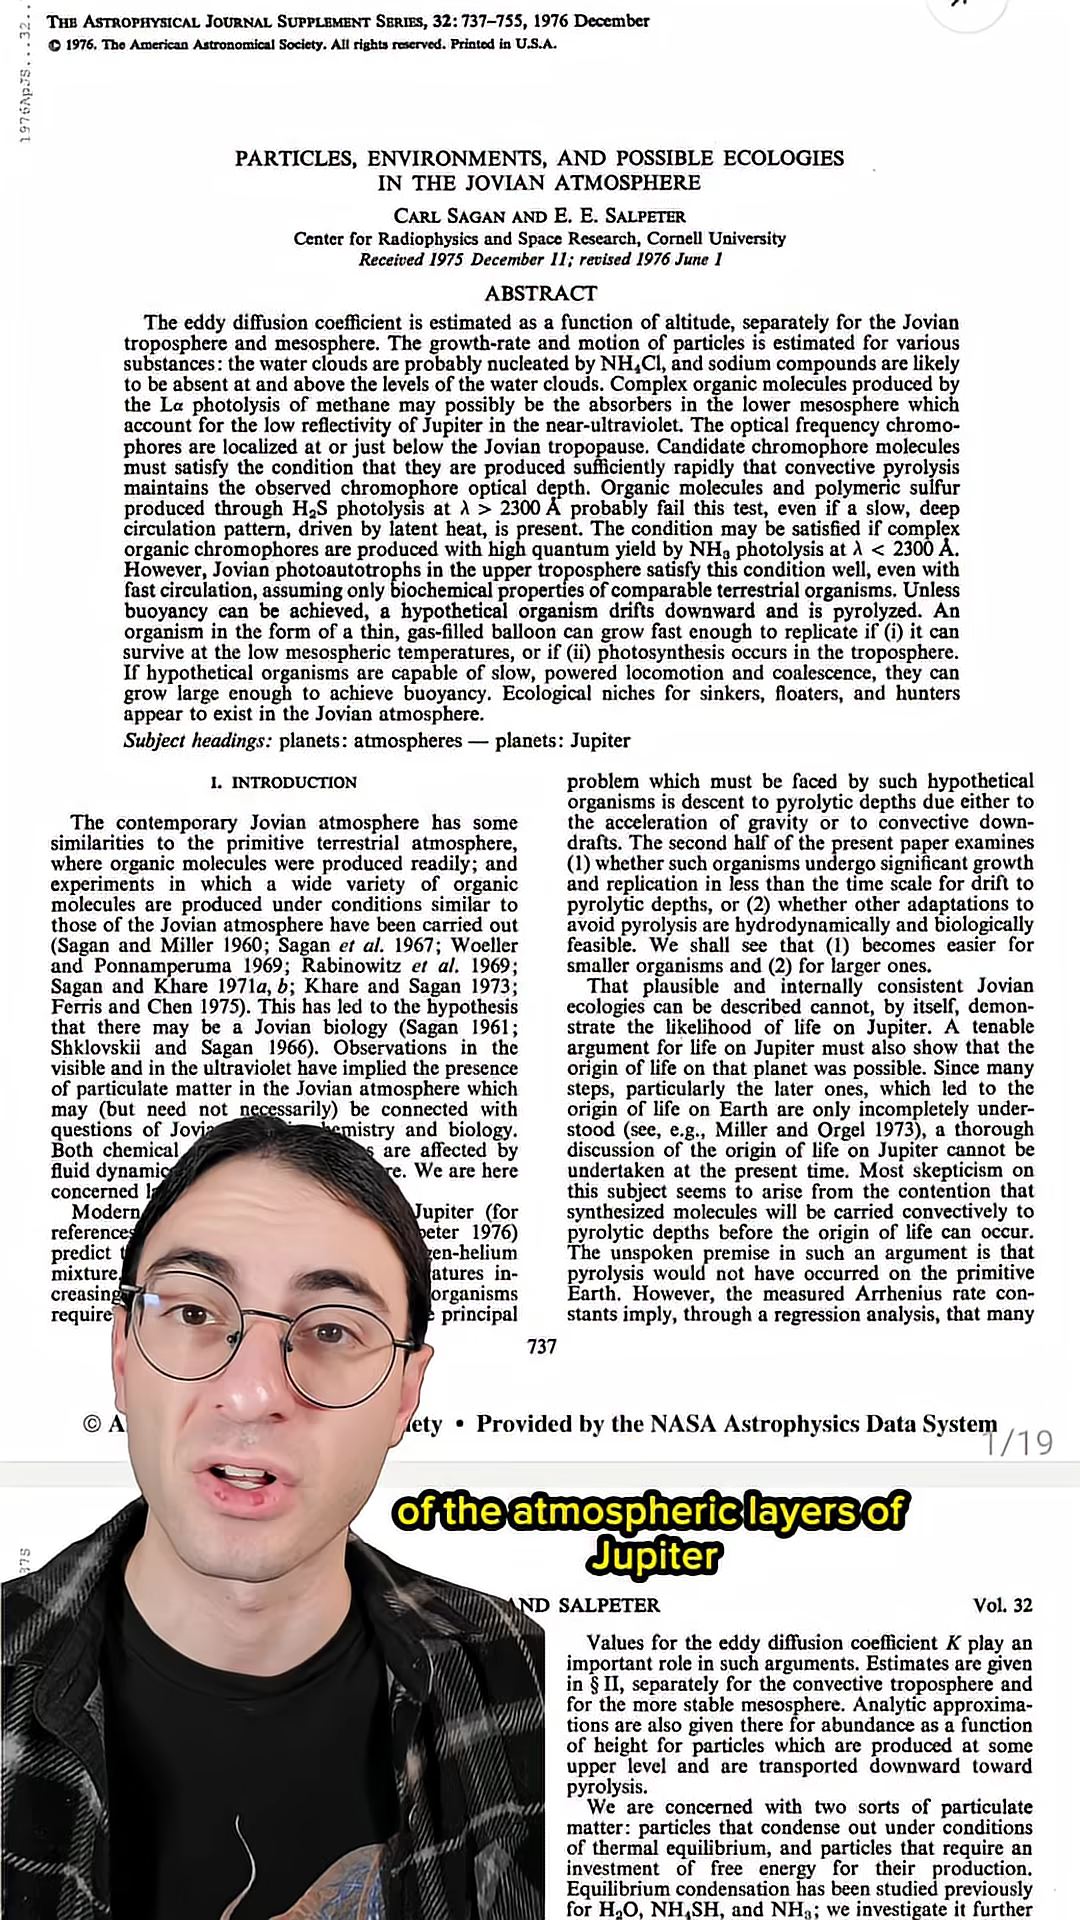 1976ApJS...32..
THE ASTROPHYSICAL JOURNAL SUPPLEMENT SERIES, 32:737–755, 1976 December
© 1976. The American Astronomical Society. All rights reserved. Printed in U.S.A.
PARTICLES, ENVIRONMENTS, AND POSSIBLE ECOLOGIES
IN THE JOVIAN ATMOSPHERE
CARL SAGAN AND E. E. SALPETER
Center for Radiophysics and Space Research, Cornell University
Received 1975 December 11; revised 1976 June 1
ABSTRACT
The eddy diffusion coefficient is estimated as a function of altitude, separately for the Jovian
troposphere and mesosphere. The growth-rate and motion of particles is estimated for various
substances: the water clouds are probably nucleated by NH₄Cl, and sodium compounds are likely
to be absent at and above the levels of the water clouds. Complex organic molecules produced by
the Lα photolysis of methane may possibly be the absorbers in the lower mesosphere which
account for the low reflectivity of Jupiter in the near-ultraviolet. The optical frequency chromo-
phores are localized at or just below the Jovian tropopause. Candidate chromophore molecules
must satisfy the condition that they are produced sufficiently rapidly that convective pyrolysis
maintains the observed chromophore optical depth. Organic molecules and polymeric sulfur
produced through H₂S photolysis at λ > 2300 Å probably fail this test, even if a slow, deep
circulation pattern, driven by latent heat, is present. The condition may be satisfied if complex
organic chromophores are produced with high quantum yield by NH₃ photolysis at λ < 2300 Å.
However, Jovian photoautotrophs in the upper troposphere satisfy this condition well, even with
fast circulation, assuming only biochemical properties of comparable terrestrial organisms. Unless
buoyancy can be achieved, a hypothetical organism drifts downward and is pyrolyzed. An
organism in the form of a thin, gas-filled balloon can grow fast enough to replicate if (i) it can
survive at the low mesospheric temperatures, or if (ii) photosynthesis occurs in the troposphere.
If hypothetical organisms are capable of slow, powered locomotion and coalescence, they can
grow large enough to achieve buoyancy. Ecological niches for sinkers, floaters, and hunters
appear to exist in the Jovian atmosphere.
Subject headings: planets: atmospheres — planets: Jupiter
I. INTRODUCTION
The contemporary Jovian atmosphere has some
similarities to the primitive terrestrial atmosphere,
where organic molecules were produced readily; and
experiments in which a wide variety of organic
molecules are produced under conditions similar to
those of the Jovian atmosphere have been carried out
(Sagan and Miller 1960; Sagan et al. 1967; Woeller
and Ponnamperuma 1969; Rabinowitz et al. 1969;
Sagan and Khare 1971a, b; Khare and Sagan 1973;
Ferris and Chen 1975). This has led to the hypothesis
that there may be a Jovian biology (Sagan 1961;
Shklovskii and Sagan 1966). Observations in the
visible and in the ultraviolet have implied the presence
of particulate matter in the Jovian atmosphere which
may (but need not necessarily) be connected with
questions of Jovia emistry and biology.
Both chemical s are affected by
fluid dynamic e. We are here
concerned l
Modern Jupiter (for
references eter 1976)
predict t en-helium
mixture, atures in-
creasing organisms
require e principal
problem which must be faced by such hypothetical
organisms is descent to pyrolytic depths due either to
the acceleration of gravity or to convective down-
drafts. The second half of the present paper examines
(1) whether such organisms undergo significant growth
and replication in less than the time scale for drift to
pyrolytic depths, or (2) whether other adaptations to
avoid pyrolysis are hydrodynamically and biologically
feasible. We shall see that (1) becomes easier for
smaller organisms and (2) for larger ones.
That plausible and internally consistent Jovian
ecologies can be described cannot, by itself, demon-
strate the likelihood of life on Jupiter. A tenable
argument for life on Jupiter must also show that the
origin of life on that planet was possible. Since many
steps, particularly the later ones, which led to the
origin of life on Earth are only incompletely under-
stood (see, e.g., Miller and Orgel 1973), a thorough
discussion of the origin of life on Jupiter cannot be
undertaken at the present time. Most skepticism on
this subject seems to arise from the contention that
synthesized molecules will be carried convectively to
pyrolytic depths before the origin of life can occur.
The unspoken premise in such an argument is that
pyrolysis would not have occurred on the primitive
Earth. However, the measured Arrhenius rate con-
stants imply, through a regression analysis, that many
737
© A iety • Provided by the NASA Astrophysics Data System
1/19
of the atmospheric layers of
Jupiter
AND SALPETER Vol. 32
Values for the eddy diffusion coefficient K play an
important role in such arguments. Estimates are given
in § II, separately for the convective troposphere and
for the more stable mesosphere. Analytic approxima-
tions are also given there for abundance as a function
of height for particles which are produced at some
upper level and are transported downward toward
pyrolysis.
We are concerned with two sorts of particulate
matter: particles that condense out under conditions
of thermal equilibrium, and particles that require an
investment of free energy for their production.
Equilibrium condensation has been studied previously
for H₂O, NH₄SH, and NH₃; we investigate it further